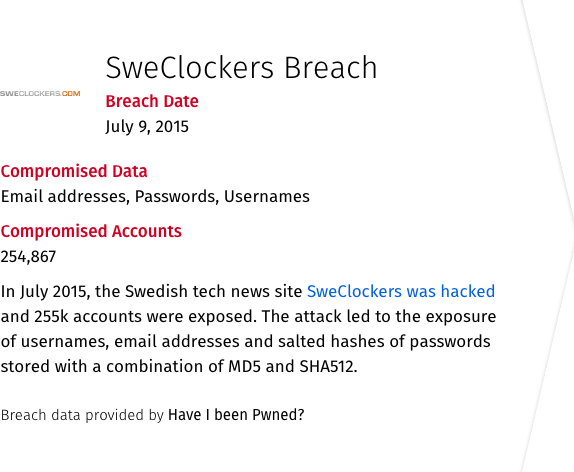 SweClockers Breach
SWECLOCKERS.COM
Breach Date
July 9, 2015
Compromised Data
Email addresses, Passwords, Usernames
Compromised Accounts
254,867
In July 2015, the Swedish tech news site SweClockers was hacked
and 255k accounts were exposed. The attack led to the exposure
of usernames, email addresses and salted hashes of passwords
stored with a combination of MD5 and SHA512.
Breach data provided by Have I been Pwned?